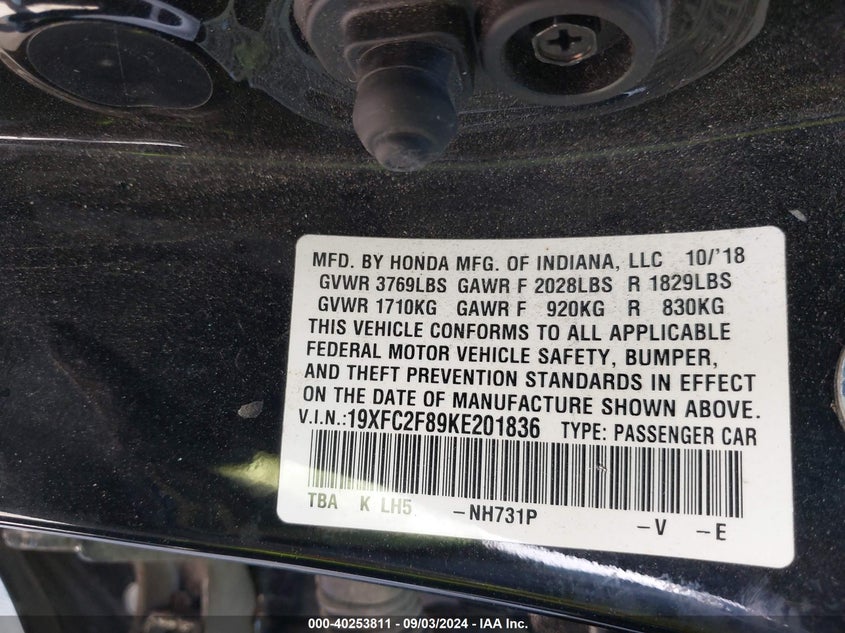 MFD. BY HONDA MFG. OF INDIANA, LLC 10/'18
GVWR 3769LBS GAWR F 2028LBS R 1829LBS
GVWR 1710KG GAWR F 920KG R 830KG
THIS VEHICLE CONFORMS TO ALL APPLICABLE
FEDERAL MOTOR VEHICLE SAFETY, BUMPER,
AND THEFT PREVENTION STANDARDS IN EFFECT
ON THE DATE OF MANUFACTURE SHOWN ABOVE.
V.I.N.:19XFC2F89KE201836 TYPE: PASSENGER CAR
TBA K LH5 -NH731P -V -E
000-40253811 - 09/03/2024 - IAA Inc.